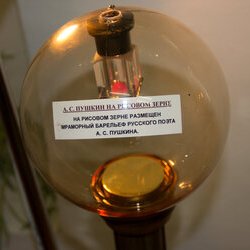 А. С. ПУШКИН НА РИСОВОМ ЗЕРНЕ
НА РИСОВОМ ЗЕРНЕ РАЗМЕЩЕН
МРАМОРНЫЙ БАРЕЛЬЕФ РУССКОГО ПОЭТА
А. С. ПУШКИНА.